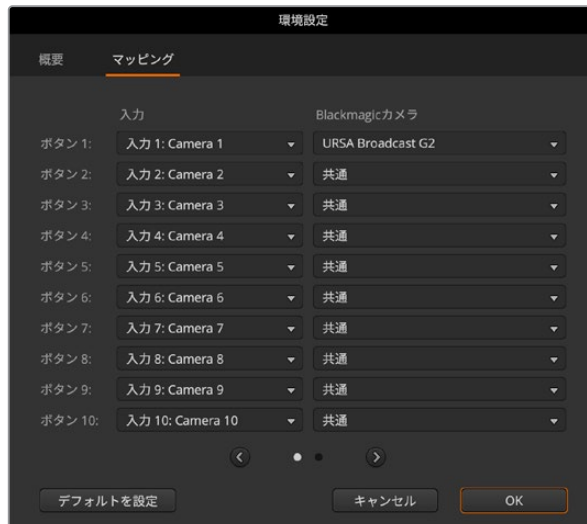 環境設定
概要 マッピング
入力 Blackmagicカメラ
ボタン 1: 入力 1: Camera 1 URSA Broadcast G2
ボタン 2: 入力 2: Camera 2 共通
ボタン 3: 入力 3: Camera 3 共通
ボタン 4: 入力 4: Camera 4 共通
ボタン 5: 入力 5: Camera 5 共通
ボタン 6: 入力 6: Camera 6 共通
ボタン 7: 入力 7: Camera 7 共通
ボタン 8: 入力 8: Camera 8 共通
ボタン 9: 入力 9: Camera 9 共通
ボタン 10: 入力 10: Camera 10 共通
デフォルトを設定 キャンセル OK